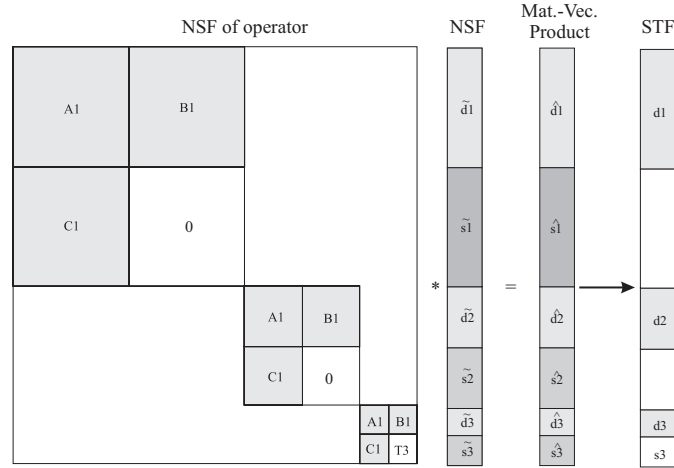 NSF of operator
NSF
Mat.-Vec.
Product
STF
A1
B1
C1
0
A1
B1
C1
0
A1
B1
C1
T3
d̃1
s̃1
d̃2
s̃2
d̃3
s̃3
*
=
d̂1
ŝ1
d̂2
ŝ2
d̂3
ŝ3
d1
d2
d3
s3